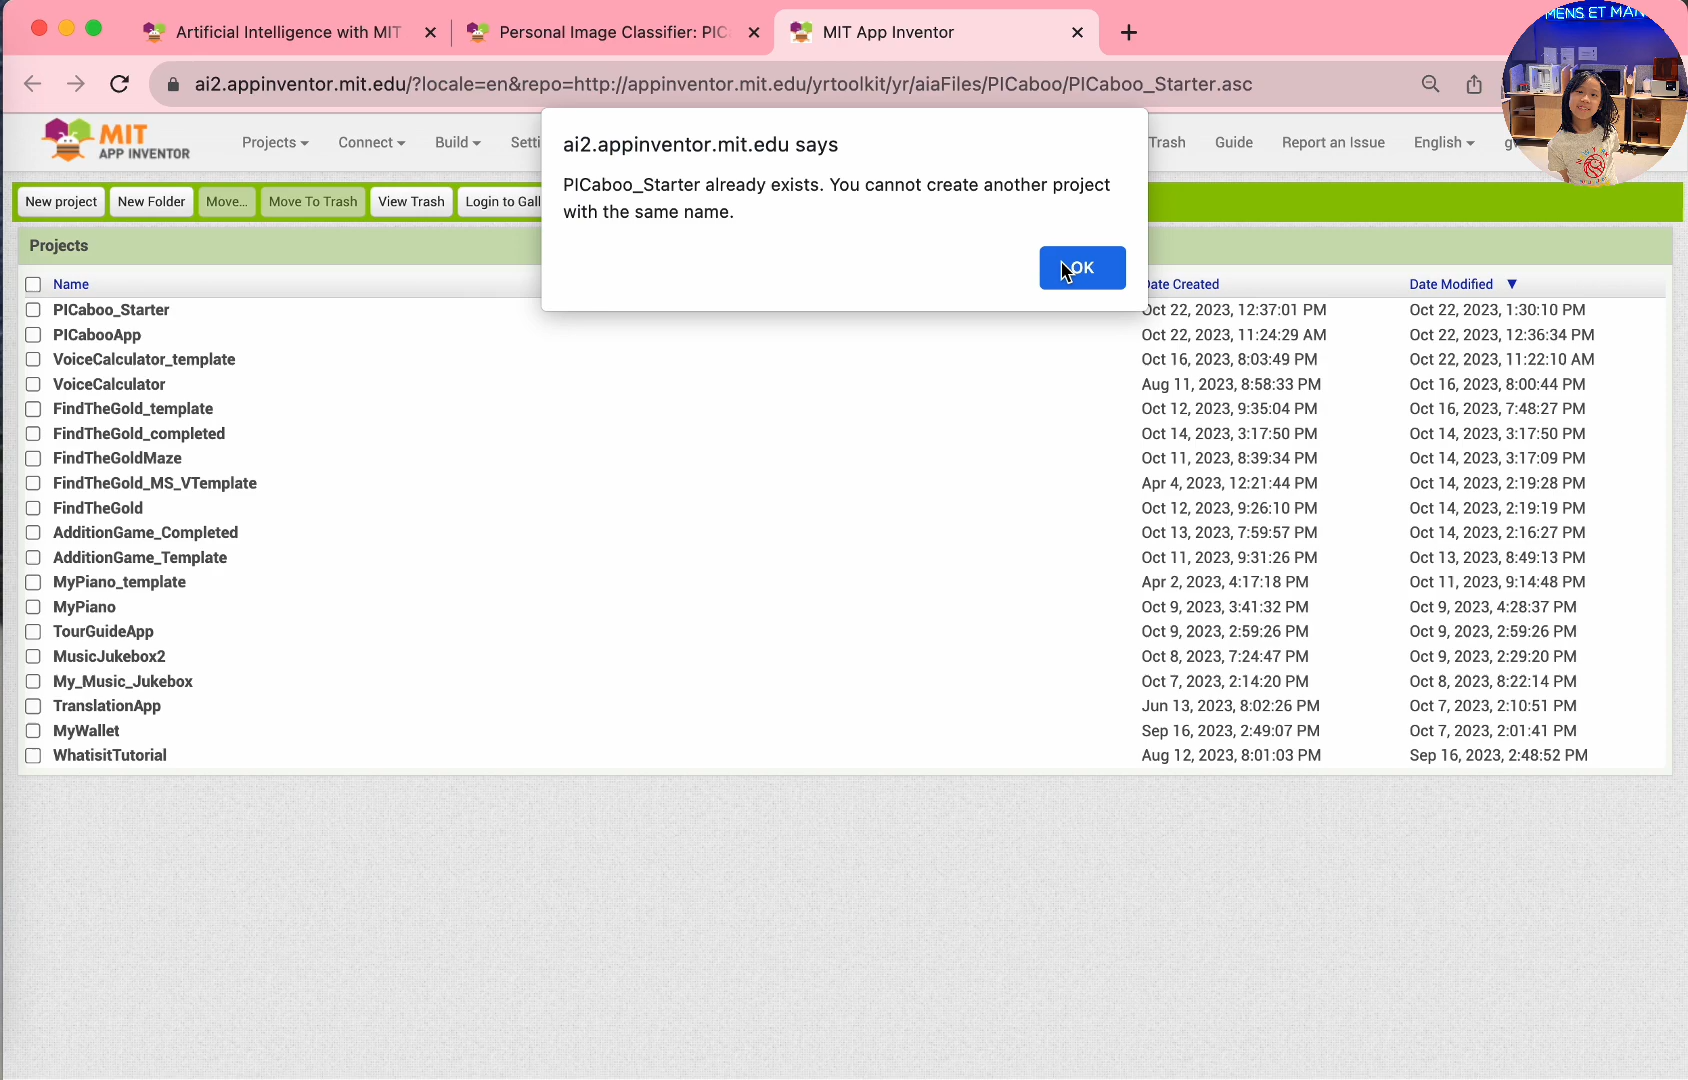 Artificial Intelligence with MIT
Personal Image Classifier: PIC
MIT App Inventor
MENS ET MAN
ai2.appinventor.mit.edu/?locale=en&repo=http://appinventor.mit.edu/yrtoolkit/yr/aiaFiles/PICaboo/PICaboo_Starter.asc
MIT
APP INVENTOR
Projects
Connect
Build
Setti
Trash
Guide
Report an Issue
English
ai2.appinventor.mit.edu says
PICaboo_Starter already exists. You cannot create another project
with the same name.
OK
New project
New Folder
Move...
Move To Trash
View Trash
Login to Gall
Projects
Name Date Created Date Modified ▼
PICaboo_Starter Oct 22, 2023, 12:37:01 PM Oct 22, 2023, 1:30:10 PM
PICabooApp Oct 22, 2023, 11:24:29 AM Oct 22, 2023, 12:36:34 PM
VoiceCalculator_template Oct 16, 2023, 8:03:49 PM Oct 22, 2023, 11:22:10 AM
VoiceCalculator Aug 11, 2023, 8:58:33 PM Oct 16, 2023, 8:00:44 PM
FindTheGold_template Oct 12, 2023, 9:35:04 PM Oct 16, 2023, 7:48:27 PM
FindTheGold_completed Oct 14, 2023, 3:17:50 PM Oct 14, 2023, 3:17:50 PM
FindTheGoldMaze Oct 11, 2023, 8:39:34 PM Oct 14, 2023, 3:17:09 PM
FindTheGold_MS_VTemplate Apr 4, 2023, 12:21:44 PM Oct 14, 2023, 2:19:28 PM
FindTheGold Oct 12, 2023, 9:26:10 PM Oct 14, 2023, 2:19:19 PM
AdditionGame_Completed Oct 13, 2023, 7:59:57 PM Oct 14, 2023, 2:16:27 PM
AdditionGame_Template Oct 11, 2023, 9:31:26 PM Oct 13, 2023, 8:49:13 PM
MyPiano_template Apr 2, 2023, 4:17:18 PM Oct 11, 2023, 9:14:48 PM
MyPiano Oct 9, 2023, 3:41:32 PM Oct 9, 2023, 4:28:37 PM
TourGuideApp Oct 9, 2023, 2:59:26 PM Oct 9, 2023, 2:59:26 PM
MusicJukebox2 Oct 8, 2023, 7:24:47 PM Oct 9, 2023, 2:29:20 PM
My_Music_Jukebox Oct 7, 2023, 2:14:20 PM Oct 8, 2023, 8:22:14 PM
TranslationApp Jun 13, 2023, 8:02:26 PM Oct 7, 2023, 2:10:51 PM
MyWallet Sep 16, 2023, 2:49:07 PM Oct 7, 2023, 2:01:41 PM
WhatisitTutorial Aug 12, 2023, 8:01:03 PM Sep 16, 2023, 2:48:52 PM